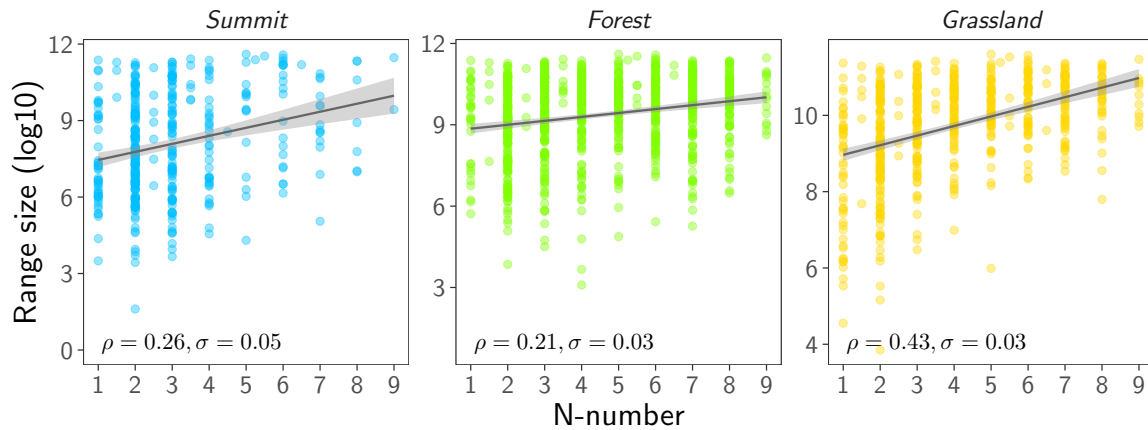 Summit Forest Grassland
Range size (log10)
12
9
6
3
0
12
9
6
3
10
8
6
4
ρ = 0.26, σ = 0.05
ρ = 0.21, σ = 0.03
ρ = 0.43, σ = 0.03
1 2 3 4 5 6 7 8 9
1 2 3 4 5 6 7 8 9
1 2 3 4 5 6 7 8 9
N-number